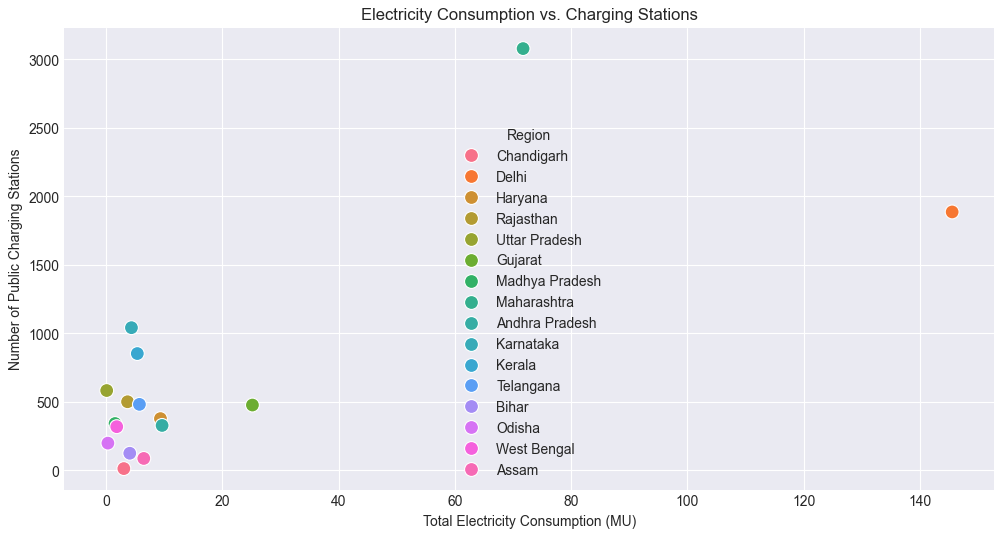 Electricity Consumption vs. Charging Stations
Number of Public Charging Stations
3000
2500
2000
1500
1000
500
0
Region
Chandigarh
Delhi
Haryana
Rajasthan
Uttar Pradesh
Gujarat
Madhya Pradesh
Maharashtra
Andhra Pradesh
Karnataka
Kerala
Telangana
Bihar
Odisha
West Bengal
Assam
0 20 40 60 80 100 120 140
Total Electricity Consumption (MU)